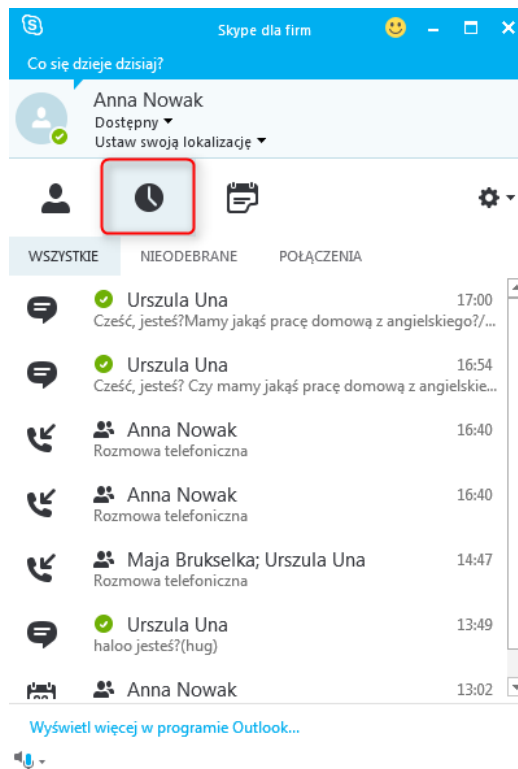 Skype dla firm
Co się dzieje dzisiaj?
Anna Nowak
Dostępny
Ustaw swoją lokalizację
WSZYSTKIE NIEODEBRANE POŁĄCZENIA
Urszula Una 17:00
Cześć, jesteś?Mamy jakąś pracę domową z angielskiego?/...
Urszula Una 16:54
Cześć, jesteś? Czy mamy jakąś pracę domową z angielskie...
Anna Nowak 16:40
Rozmowa telefoniczna
Anna Nowak 16:40
Rozmowa telefoniczna
Maja Brukselka; Urszula Una 14:47
Rozmowa telefoniczna
Urszula Una 13:49
haloo jesteś?(hug)
Anna Nowak 13:02
Wyświetl więcej w programie Outlook...